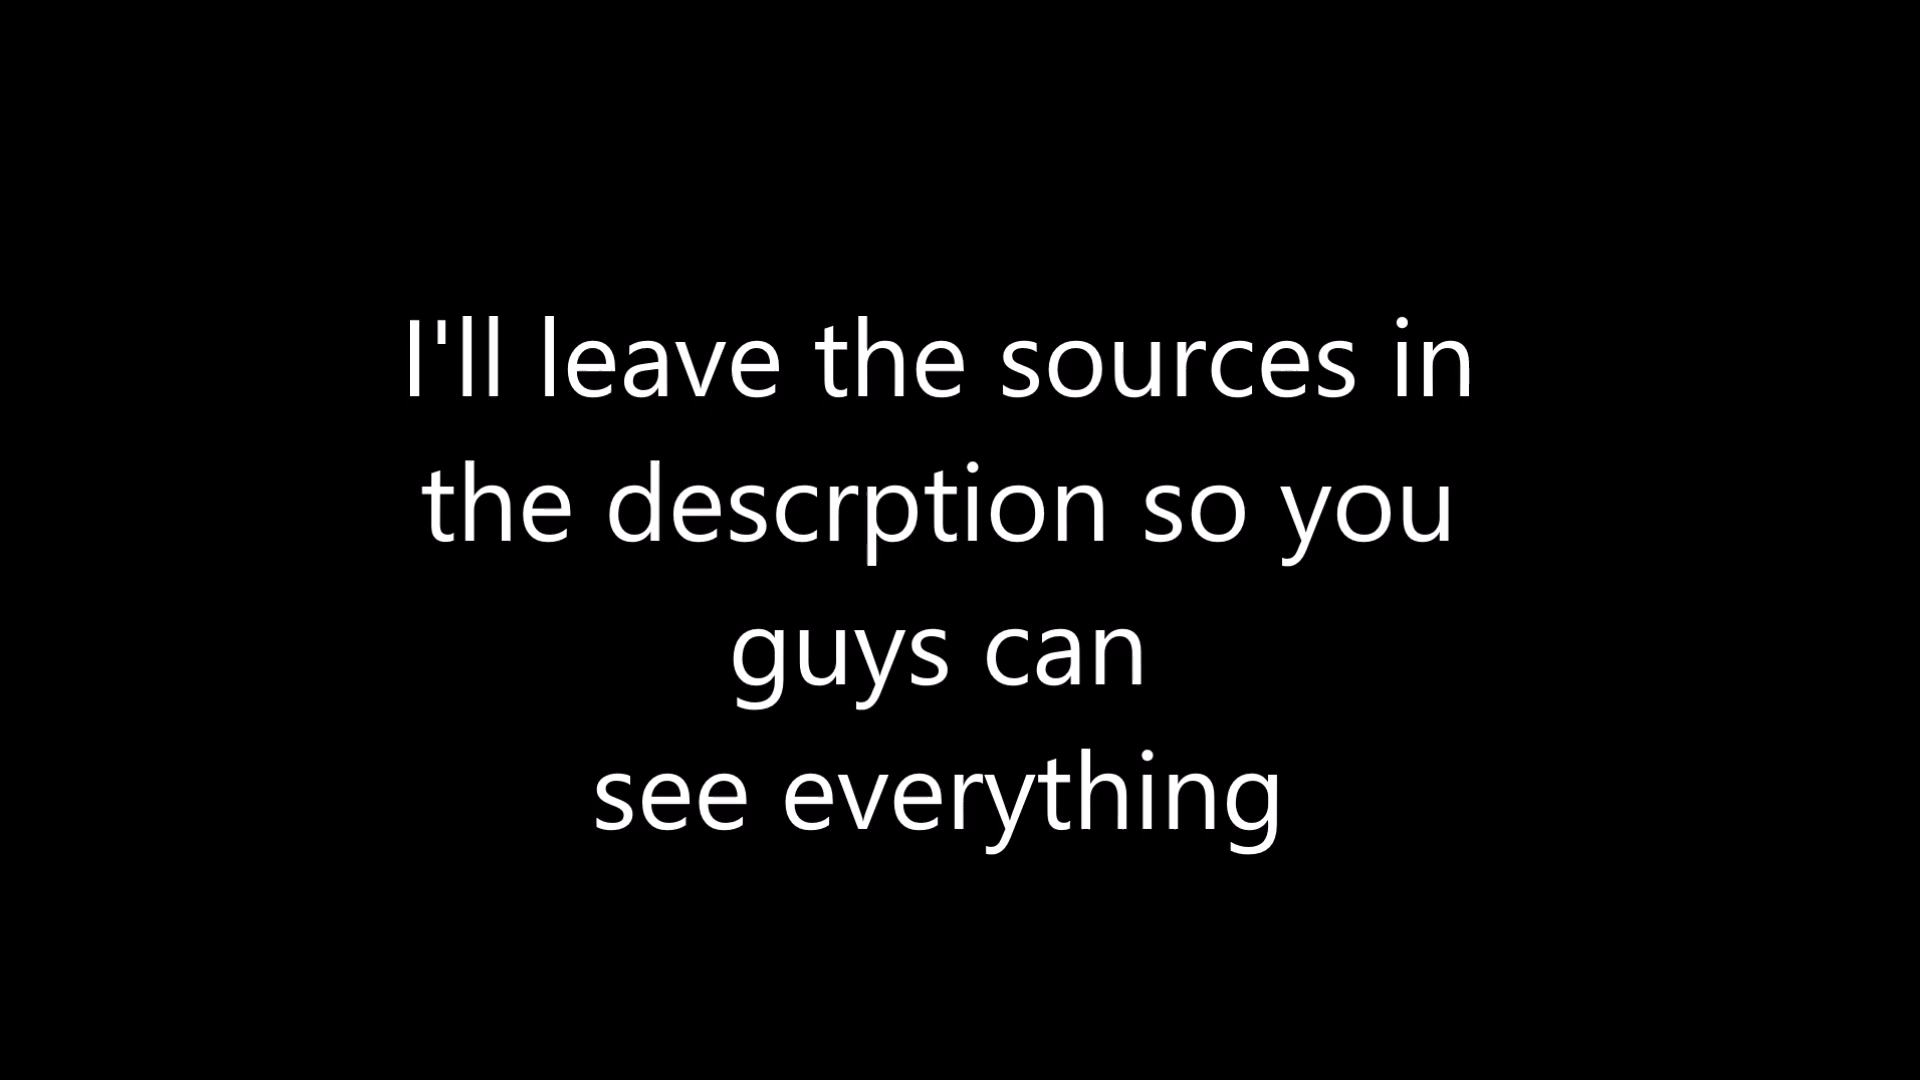 I'll leave the sources in
the descrption so you
guys can
see everything